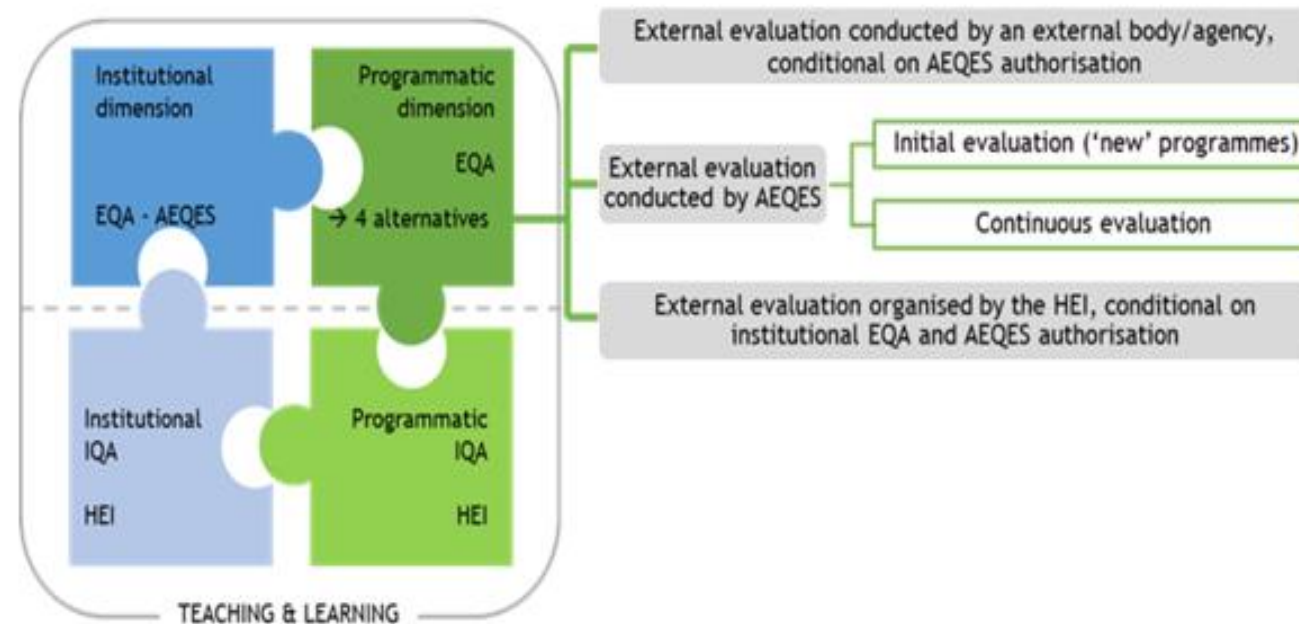 Institutional
dimension
EQA - AEQES
Programmatic
dimension
EQA
→ 4 alternatives
Institutional
IQA
HEI
Programmatic
IQA
HEI
TEACHING & LEARNING
External evaluation conducted by an external body/agency,
conditional on AEQES authorisation
External evaluation
conducted by AEQES
Initial evaluation (‘new’ programmes)
Continuous evaluation
External evaluation organised by the HEI, conditional on
institutional EQA and AEQES authorisation